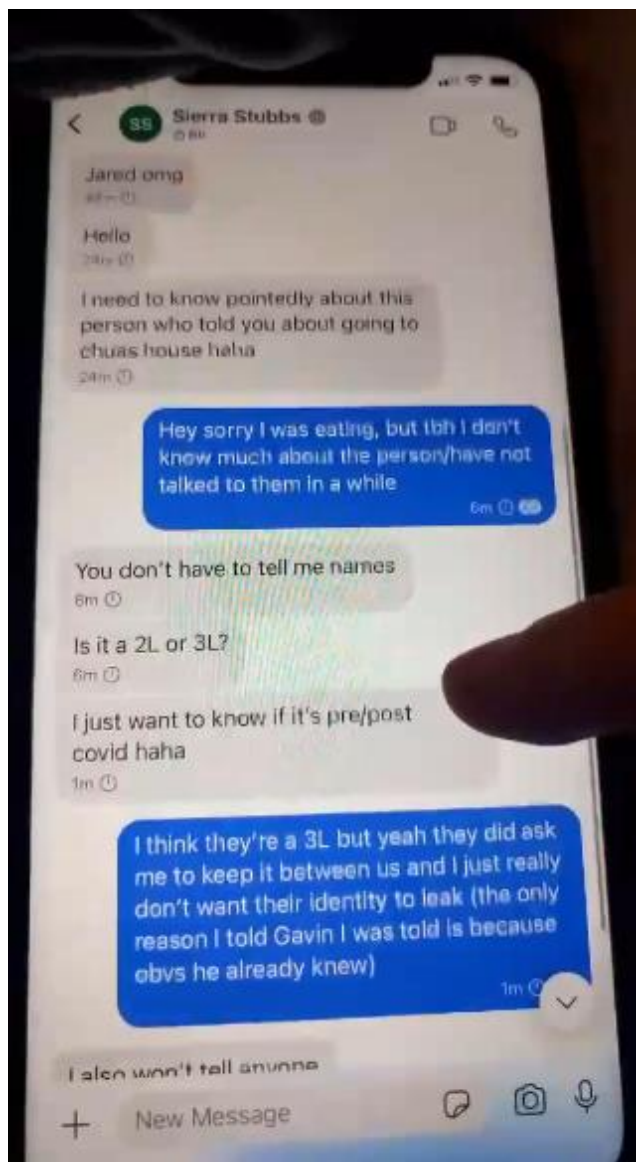 SS
Sierra Stubbs
Jared omg
Hello
24m
I need to know pointedly about this
person who told you about going to
chuas house haha
24m
Hey sorry I was eating, but tbh I don't
know much about the person/have not
talked to them in a while
6m
You don't have to tell me names
6m
Is it a 2L or 3L?
6m
I just want to know if it's pre/post
covid haha
1m
I think they're a 3L but yeah they did ask
me to keep it between us and I just really
don't want their identity to leak (the only
reason I told Gavin I was told is because
obvs he already knew)
1m
I also won't tell anyone
New Message